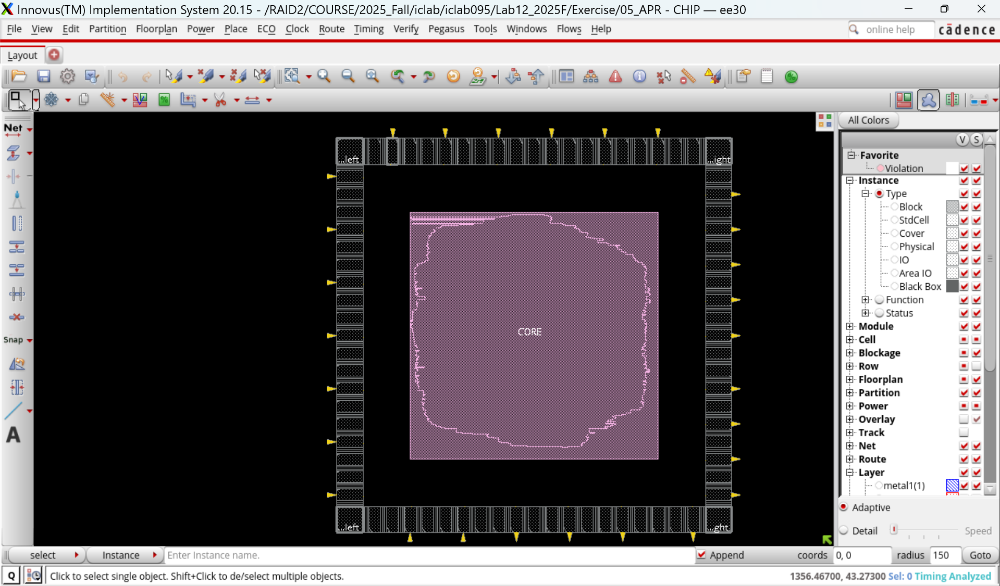 Innovus(TM) Implementation System 20.15 - /RAID2/COURSE/2025_Fall/iclab/iclab095/Lab12_2025F/Exercise/05_APR - CHIP — ee30
File View Edit Partition Floorplan Power Place ECO Clock Route Timing Verify Pegasus Tools Windows Flows Help
online help
cādence
Layout
Net
Snap
A
...left
...ight
CORE
...left
...ght
All Colors
V S
Favorite
Violation
Instance
Type
Block
StdCell
Cover
Physical
IO
Area IO
Black Box
Function
Status
Module
Cell
Blockage
Row
Floorplan
Partition
Power
Overlay
Track
Net
Route
Layer
metal1(1)
Adaptive
Detail
Speed
select
Instance
Enter Instance name.
Append
coords 0, 0
radius 150
Goto
Q
Click to select single object. Shift+Click to de/select multiple objects.
1356.46700, 43.27300 Sel: 0 Timing Analyzed